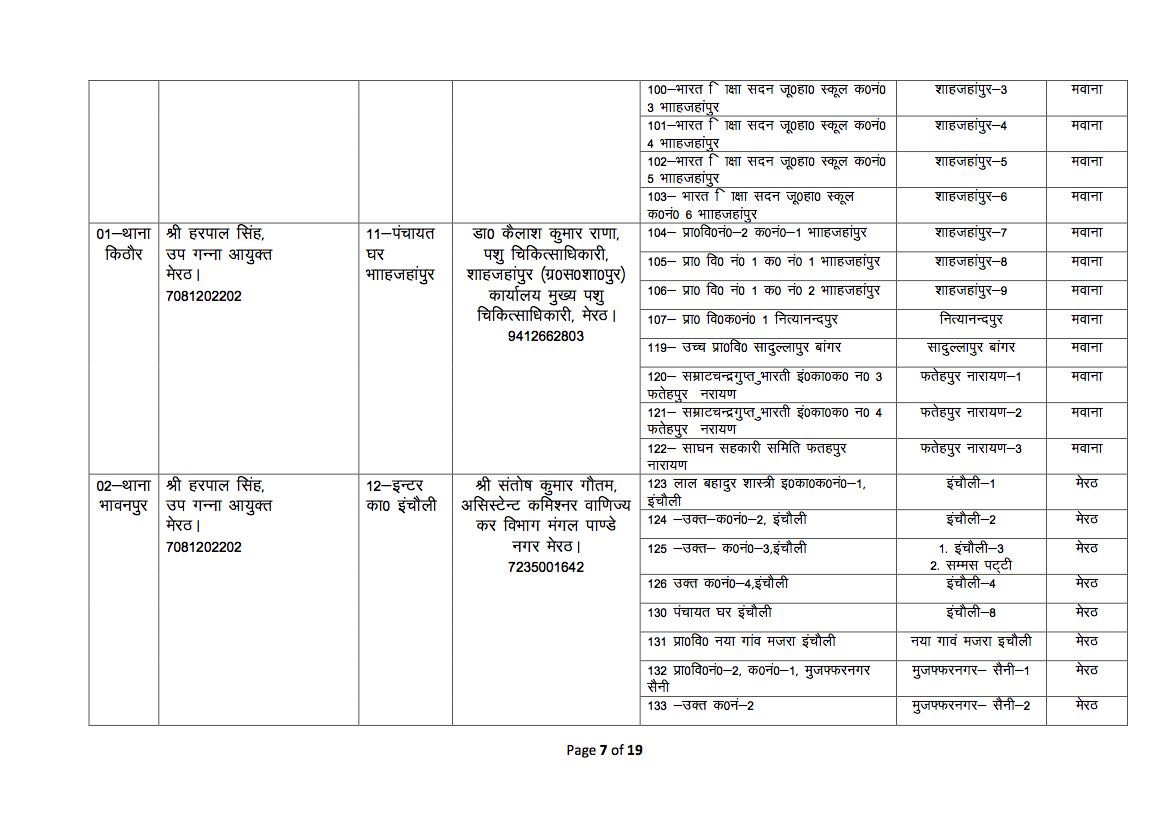 100–भारत िाक्षा सदन जू0हा0 स्कूल क0नं0
3 भााहजहांपुर
शाहजहांपुर–3
मवाना
101–भारत िाक्षा सदन जू0हा0 स्कूल क0नं0
4 भााहजहांपुर
शाहजहांपुर–4
मवाना
102–भारत िाक्षा सदन जू0हा0 स्कूल क0नं0
5 भााहजहांपुर
शाहजहांपुर–5
मवाना
103– भारत िाक्षा सदन जू0हा0 स्कूल
क0नं0 6 भााहजहांपुर
शाहजहांपुर–6
मवाना
01–थाना
किठौर
श्री हरपाल सिंह,
उप गन्ना आयुक्त
मेरठ।
7081202202
11–पंचायत
घर
भााहजहांपुर
डा0 कैलाश कुमार राणा,
पशु चिकित्साधिकारी,
शाहजहांपुर (ग्र0स0शा0पुर)
कार्यालय मुख्य पशु
चिकित्साधिकारी, मेरठ।
9412662803
104– प्रा0वि0नं0–2 क0नं0–1 भााहजहांपुर
शाहजहांपुर–7
मवाना
105– प्रा0 वि0 नं0 1 क0 नं0 1 भााहजहांपुर
शाहजहांपुर–8
मवाना
106– प्रा0 वि0 नं0 1 क0 नं0 2 भााहजहांपुर
शाहजहांपुर–9
मवाना
107– प्रा0 वि0क0नं0 1 नित्यानन्दपुर
नित्यानन्दपुर
मवाना
119– उच्च प्रा0वि0 सादुल्लापुर बांगर
सादुल्लापुर बांगर
मवाना
120– सम्राटचन्द्रगुप्त ुभारती इं0का0क0 न0 3
फतेहपुर नरायण
फतेहपुर नारायण–1
मवाना
121– सम्राटचन्द्रगुप्त ुभारती इं0का0क0 न0 4
फतेहपुर नरायण
फतेहपुर नारायण–2
मवाना
122– साघन सहकारी समिति फतहपुर
नारायण
फतेहपुर नारायण–3
मवाना
02–थाना
भावनपुर
श्री हरपाल सिंह,
उप गन्ना आयुक्त
मेरठ।
7081202202
12–इन्टर
का0 इंचौली
श्री संतोष कुमार गौतम,
असिस्टेन्ट कमिश्नर वाणिज्य
कर विभाग मंगल पाण्डे
नगर मेरठ।
7235001642
123 लाल बहादुर शास्त्री इ0का0क0नं0–1,
इंचौली
इंचौली–1
मेरठ
124 –उक्त–क0नं0–2, इंचौली
इंचौली–2
मेरठ
125 –उक्त– क0नं0–3,इंचौली
1. इंचौली–3
2. सम्मस पट्टी
मेरठ
126 उक्त क0नं0–4,इंचौली
इंचौली–4
मेरठ
130 पंचायत घर इंचौली
इंचौली–8
मेरठ
131 प्रा0वि0 नया गांव मजरा इंचौली
नया गावं मजरा इचौली
मेरठ
132 प्रा0वि0नं0–2, क0नं0–1, मुजफ्फरनगर
सैनी
मुजफ्फरनगर– सैनी–1
मेरठ
133 –उक्त क0नं–2
मुजफ्फरनगर– सैनी–2
मेरठ
Page 7 of 19